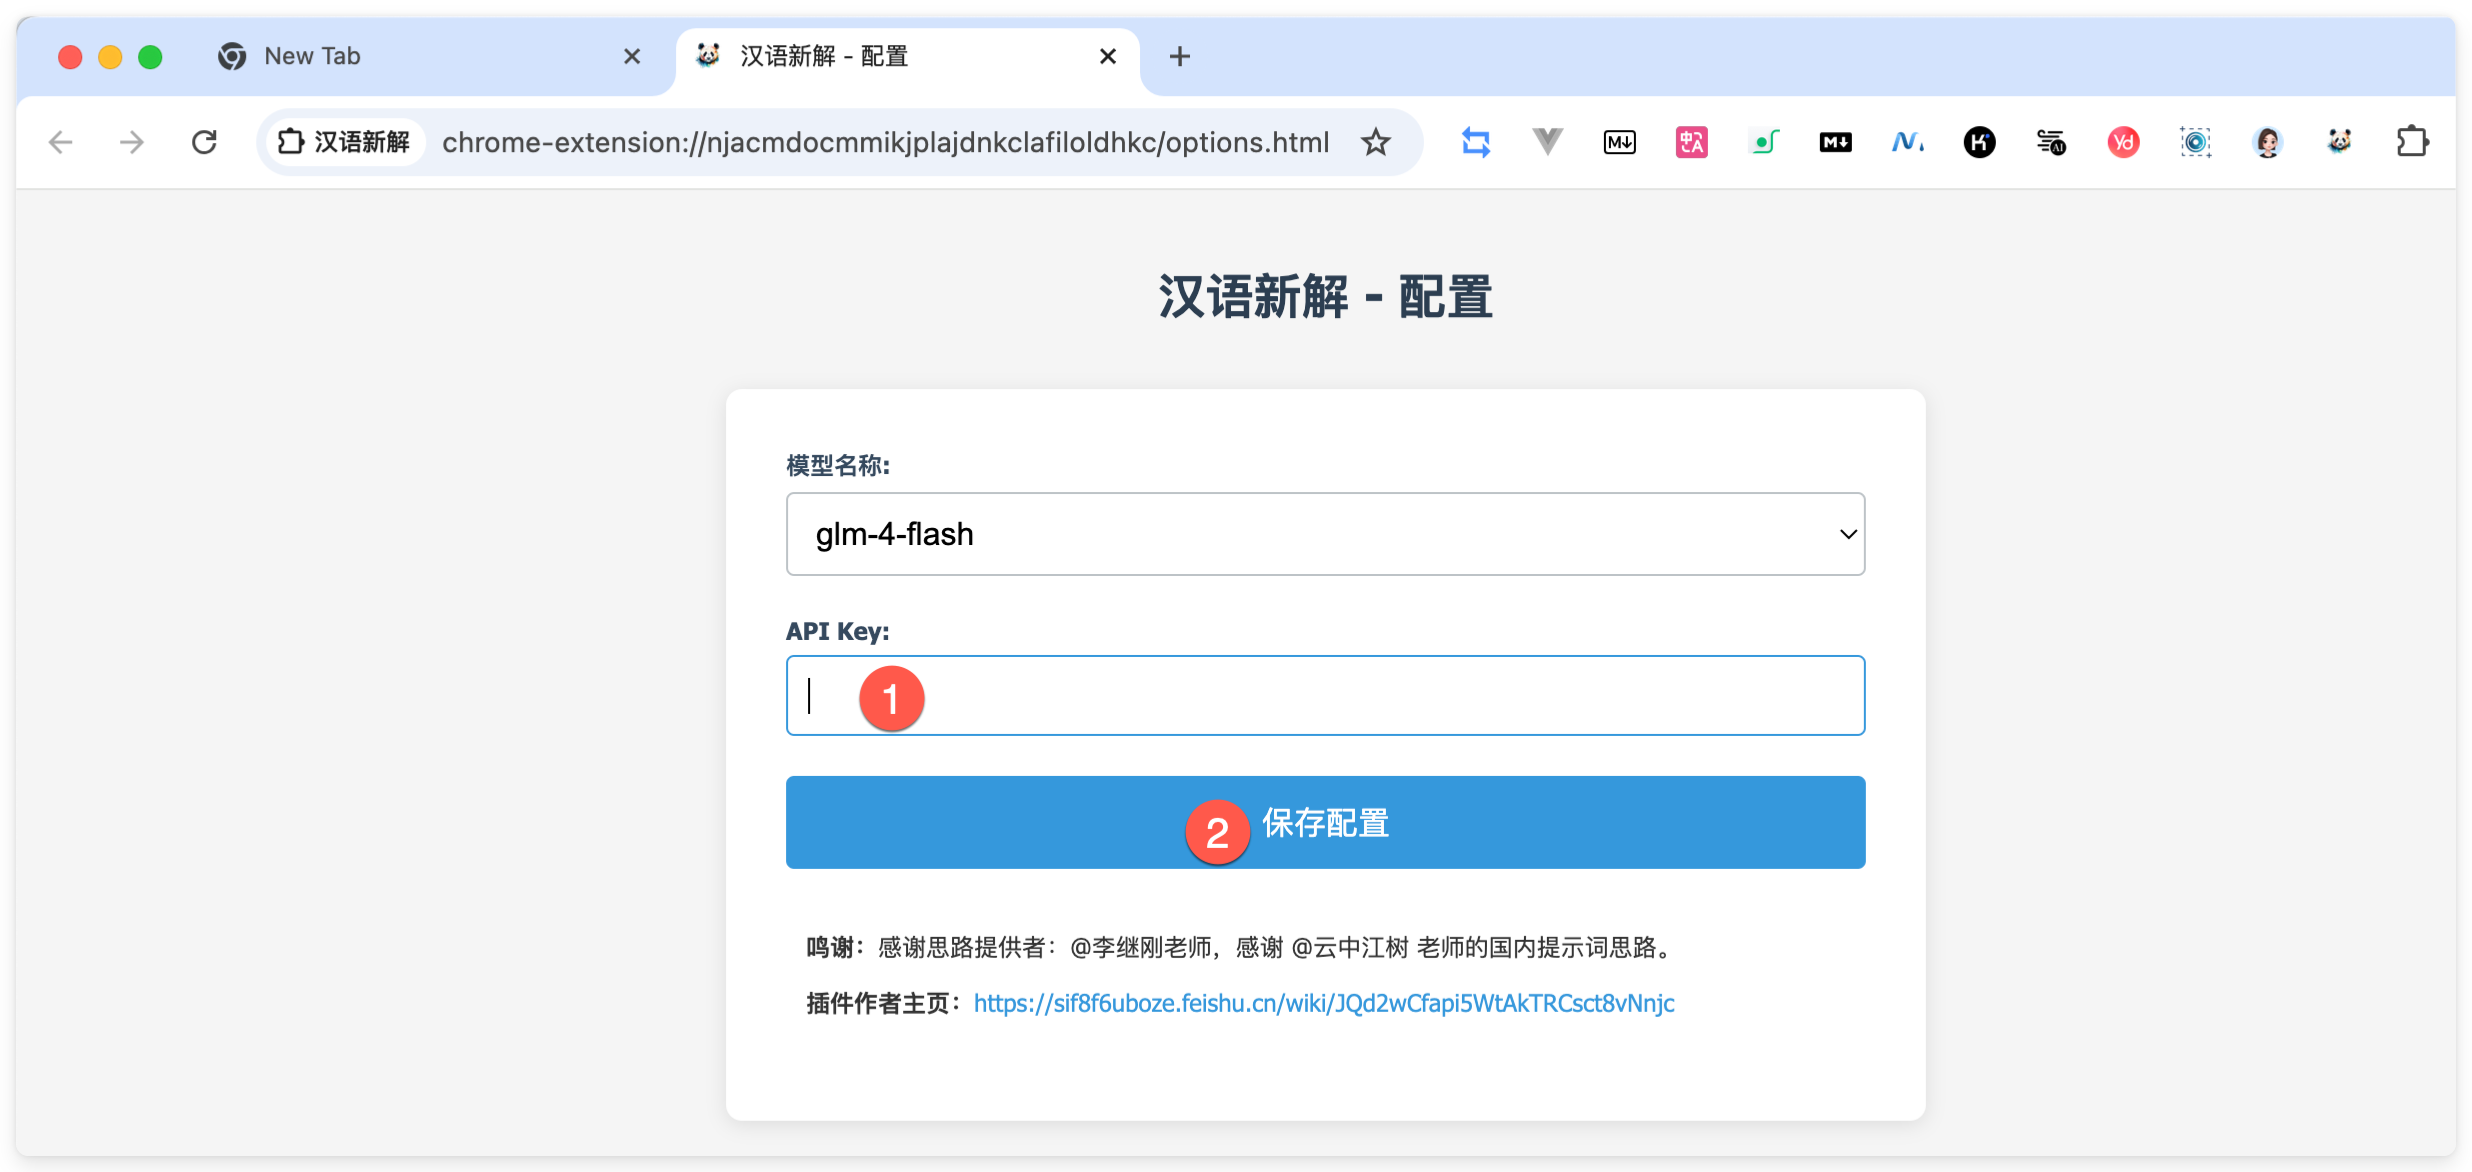 New Tab
汉语新解 - 配置
汉语新解
chrome-extension://njacmdocmmikjplajdnkclafiloldhkc/options.html
M
中
A
M
K
AI
Yd
汉语新解 - 配置
模型名称:
glm-4-flash
API Key:
1
2 保存配置
鸣谢：感谢思路提供者：@李继刚老师，感谢 @云中江树 老师的国内提示词思路。
插件作者主页：https://sif8f6uboze.feishu.cn/wiki/JQd2wCfapi5WtAkTRCsct8vNnjc